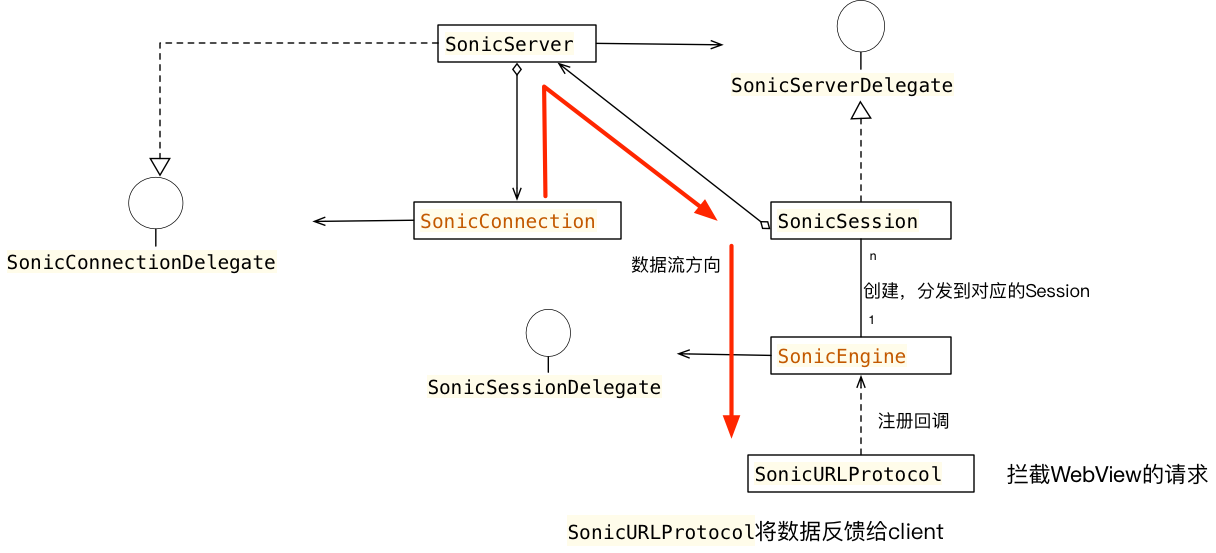 SonicServer
SonicServerDelegate
SonicConnection
SonicSession
SonicConnectionDelegate
数据流方向
n
创建，分发到对应的Session
1
SonicEngine
SonicSessionDelegate
注册回调
SonicURLProtocol
拦截WebView的请求
SonicURLProtocol将数据反馈给client